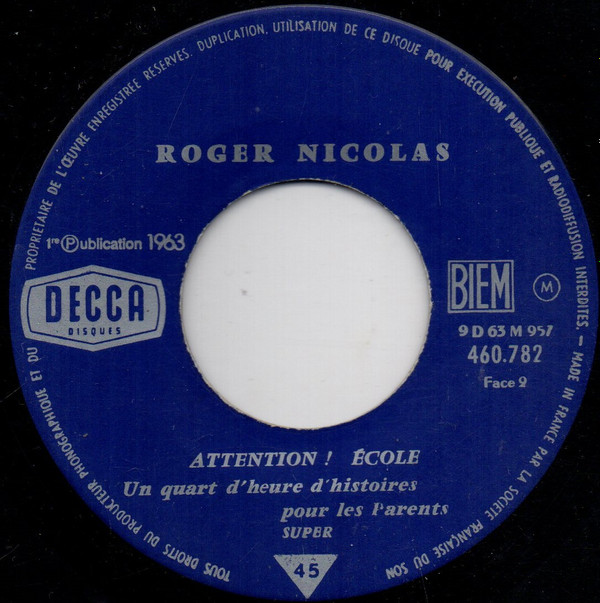 TOUS DROITS DU PRODUCTEUR PHONOGRAPHIQUE ET DU PROPRIETAIRE DE L'ŒUVRE ENREGISTREE RESERVES. DUPLICATION. UTILISATION DE CE DISQUE POUR EXECUTION PUBLIQUE ET RADIODIFFUSION INTERDITES. — MADE IN FRANCE PAR LA SOCIETE FRANÇAISE DU SON
ROGER NICOLAS
1re Ⓟublication 1963
DECCA
DISQUES
BIEM Ⓜ
9 D 63 M 957
460.782
Face 2
ATTENTION ! ÉCOLE
Un quart d'heure d'histoires
pour les Parents
SUPER
45